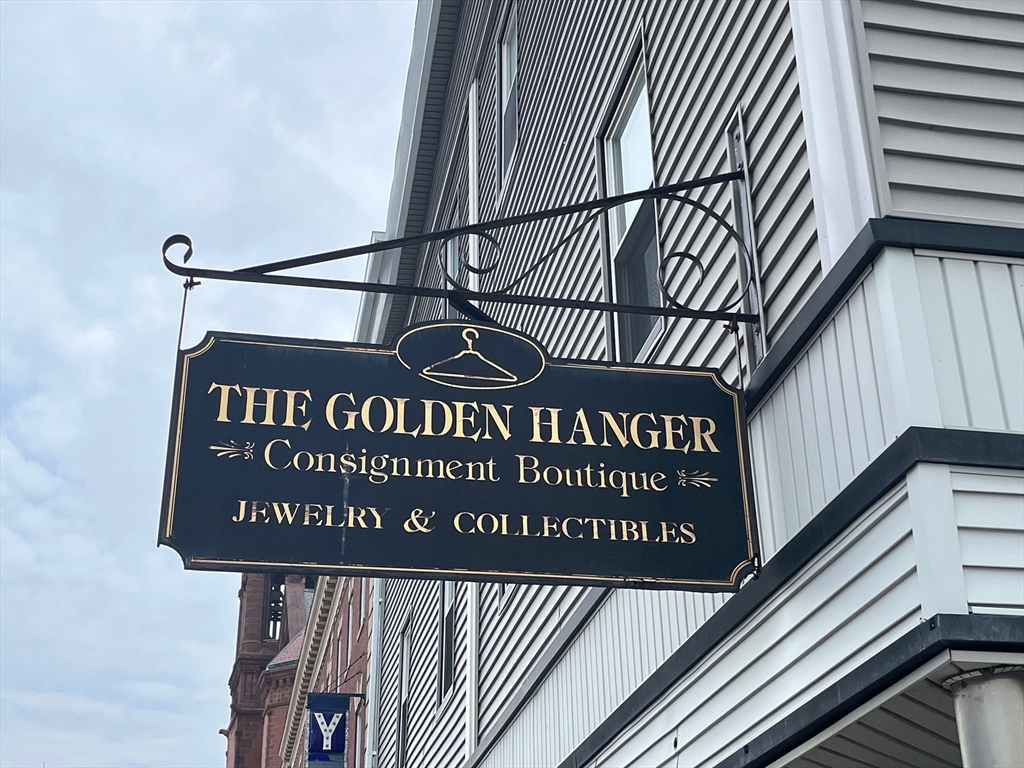 THE GOLDEN HANGER
Consignment Boutique
JEWELRY & COLLECTIBLES
Y